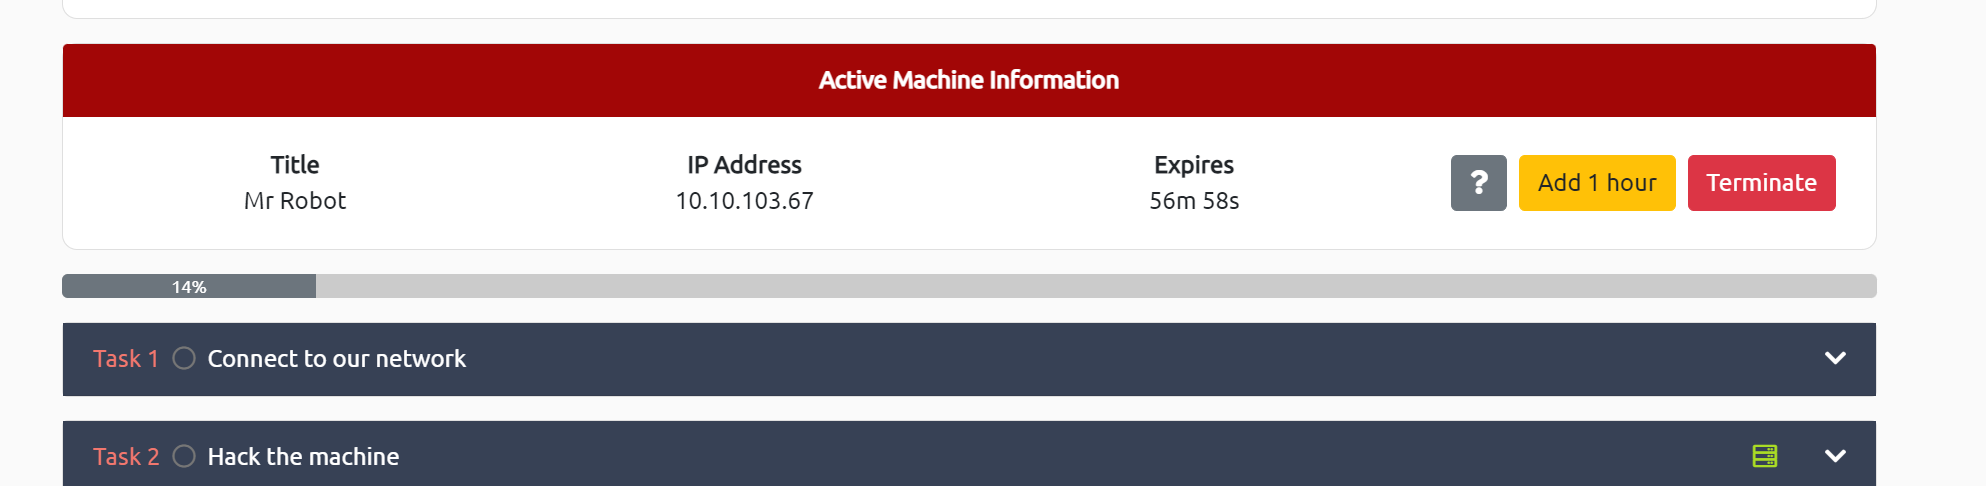 Active Machine Information
Title IP Address Expires
Mr Robot 10.10.103.67 56m 58s
? Add 1 hour Terminate
14%
Task 1 Connect to our network
Task 2 Hack the machine